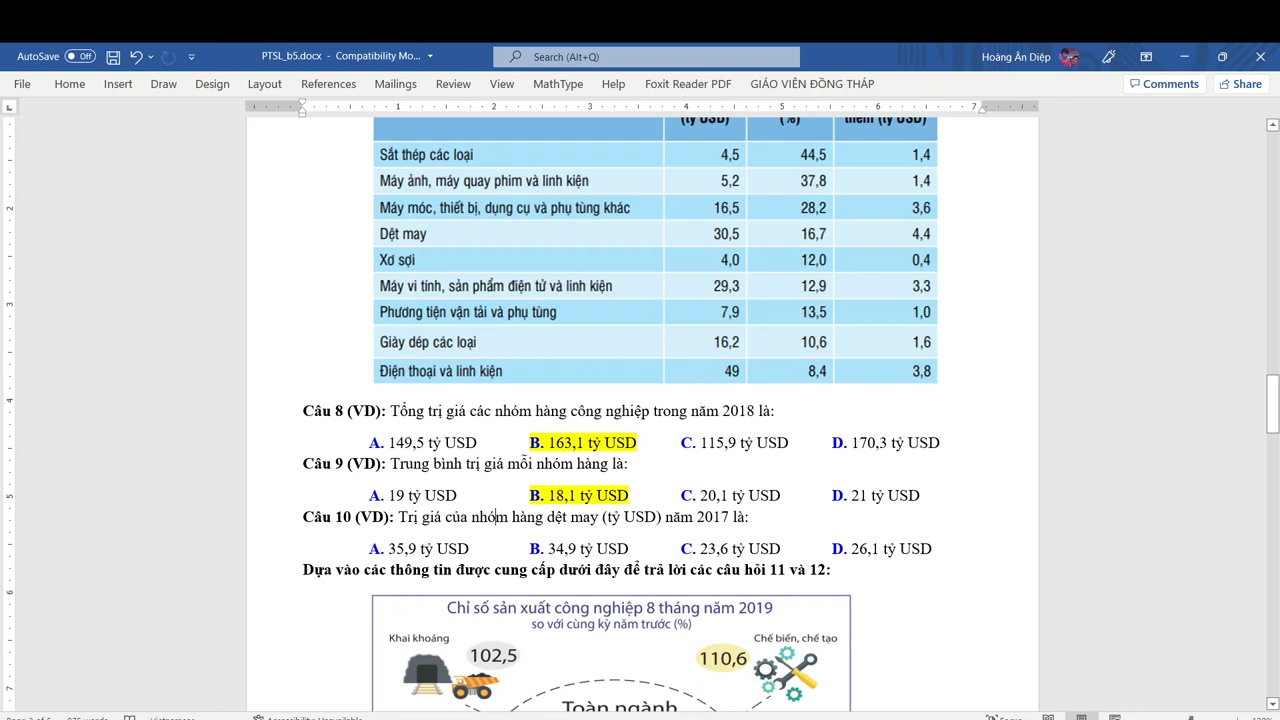 AutoSave Off PTSL_b5.docx - Compatibility Mo... Search (Alt+Q) Hoàng Ân Diệp
File Home Insert Draw Design Layout References Mailings Review View MathType Help Foxit Reader PDF GIÁO VIÊN ĐỒNG THÁP Comments Share
1 2 3 4 5 6 7
(tỷ USD) (%) thêm (tỷ USD)
Sắt thép các loại 4,5 44,5 1,4
Máy ảnh, máy quay phim và linh kiện 5,2 37,8 1,4
Máy móc, thiết bị, dụng cụ và phụ tùng khác 16,5 28,2 3,6
Dệt may 30,5 16,7 4,4
Xơ sợi 4,0 12,0 0,4
Máy vi tính, sản phẩm điện tử và linh kiện 29,3 12,9 3,3
Phương tiện vận tải và phụ tùng 7,9 13,5 1,0
Giày dép các loại 16,2 10,6 1,6
Điện thoại và linh kiện 49 8,4 3,8
Câu 8 (VD): Tổng trị giá các nhóm hàng công nghiệp trong năm 2018 là:
A. 149,5 tỷ USD B. 163,1 tỷ USD C. 115,9 tỷ USD D. 170,3 tỷ USD
Câu 9 (VD): Trung bình trị giá mỗi nhóm hàng là:
A. 19 tỷ USD B. 18,1 tỷ USD C. 20,1 tỷ USD D. 21 tỷ USD
Câu 10 (VD): Trị giá của nhóm hàng dệt may (tỷ USD) năm 2017 là:
A. 35,9 tỷ USD B. 34,9 tỷ USD C. 23,6 tỷ USD D. 26,1 tỷ USD
Dựa vào các thông tin được cung cấp dưới đây để trả lời các câu hỏi 11 và 12:
Chỉ số sản xuất công nghiệp 8 tháng năm 2019
so với cùng kỳ năm trước (%)
Khai khoáng Chế biến, chế tạo
102,5 110,6
Toàn ngành